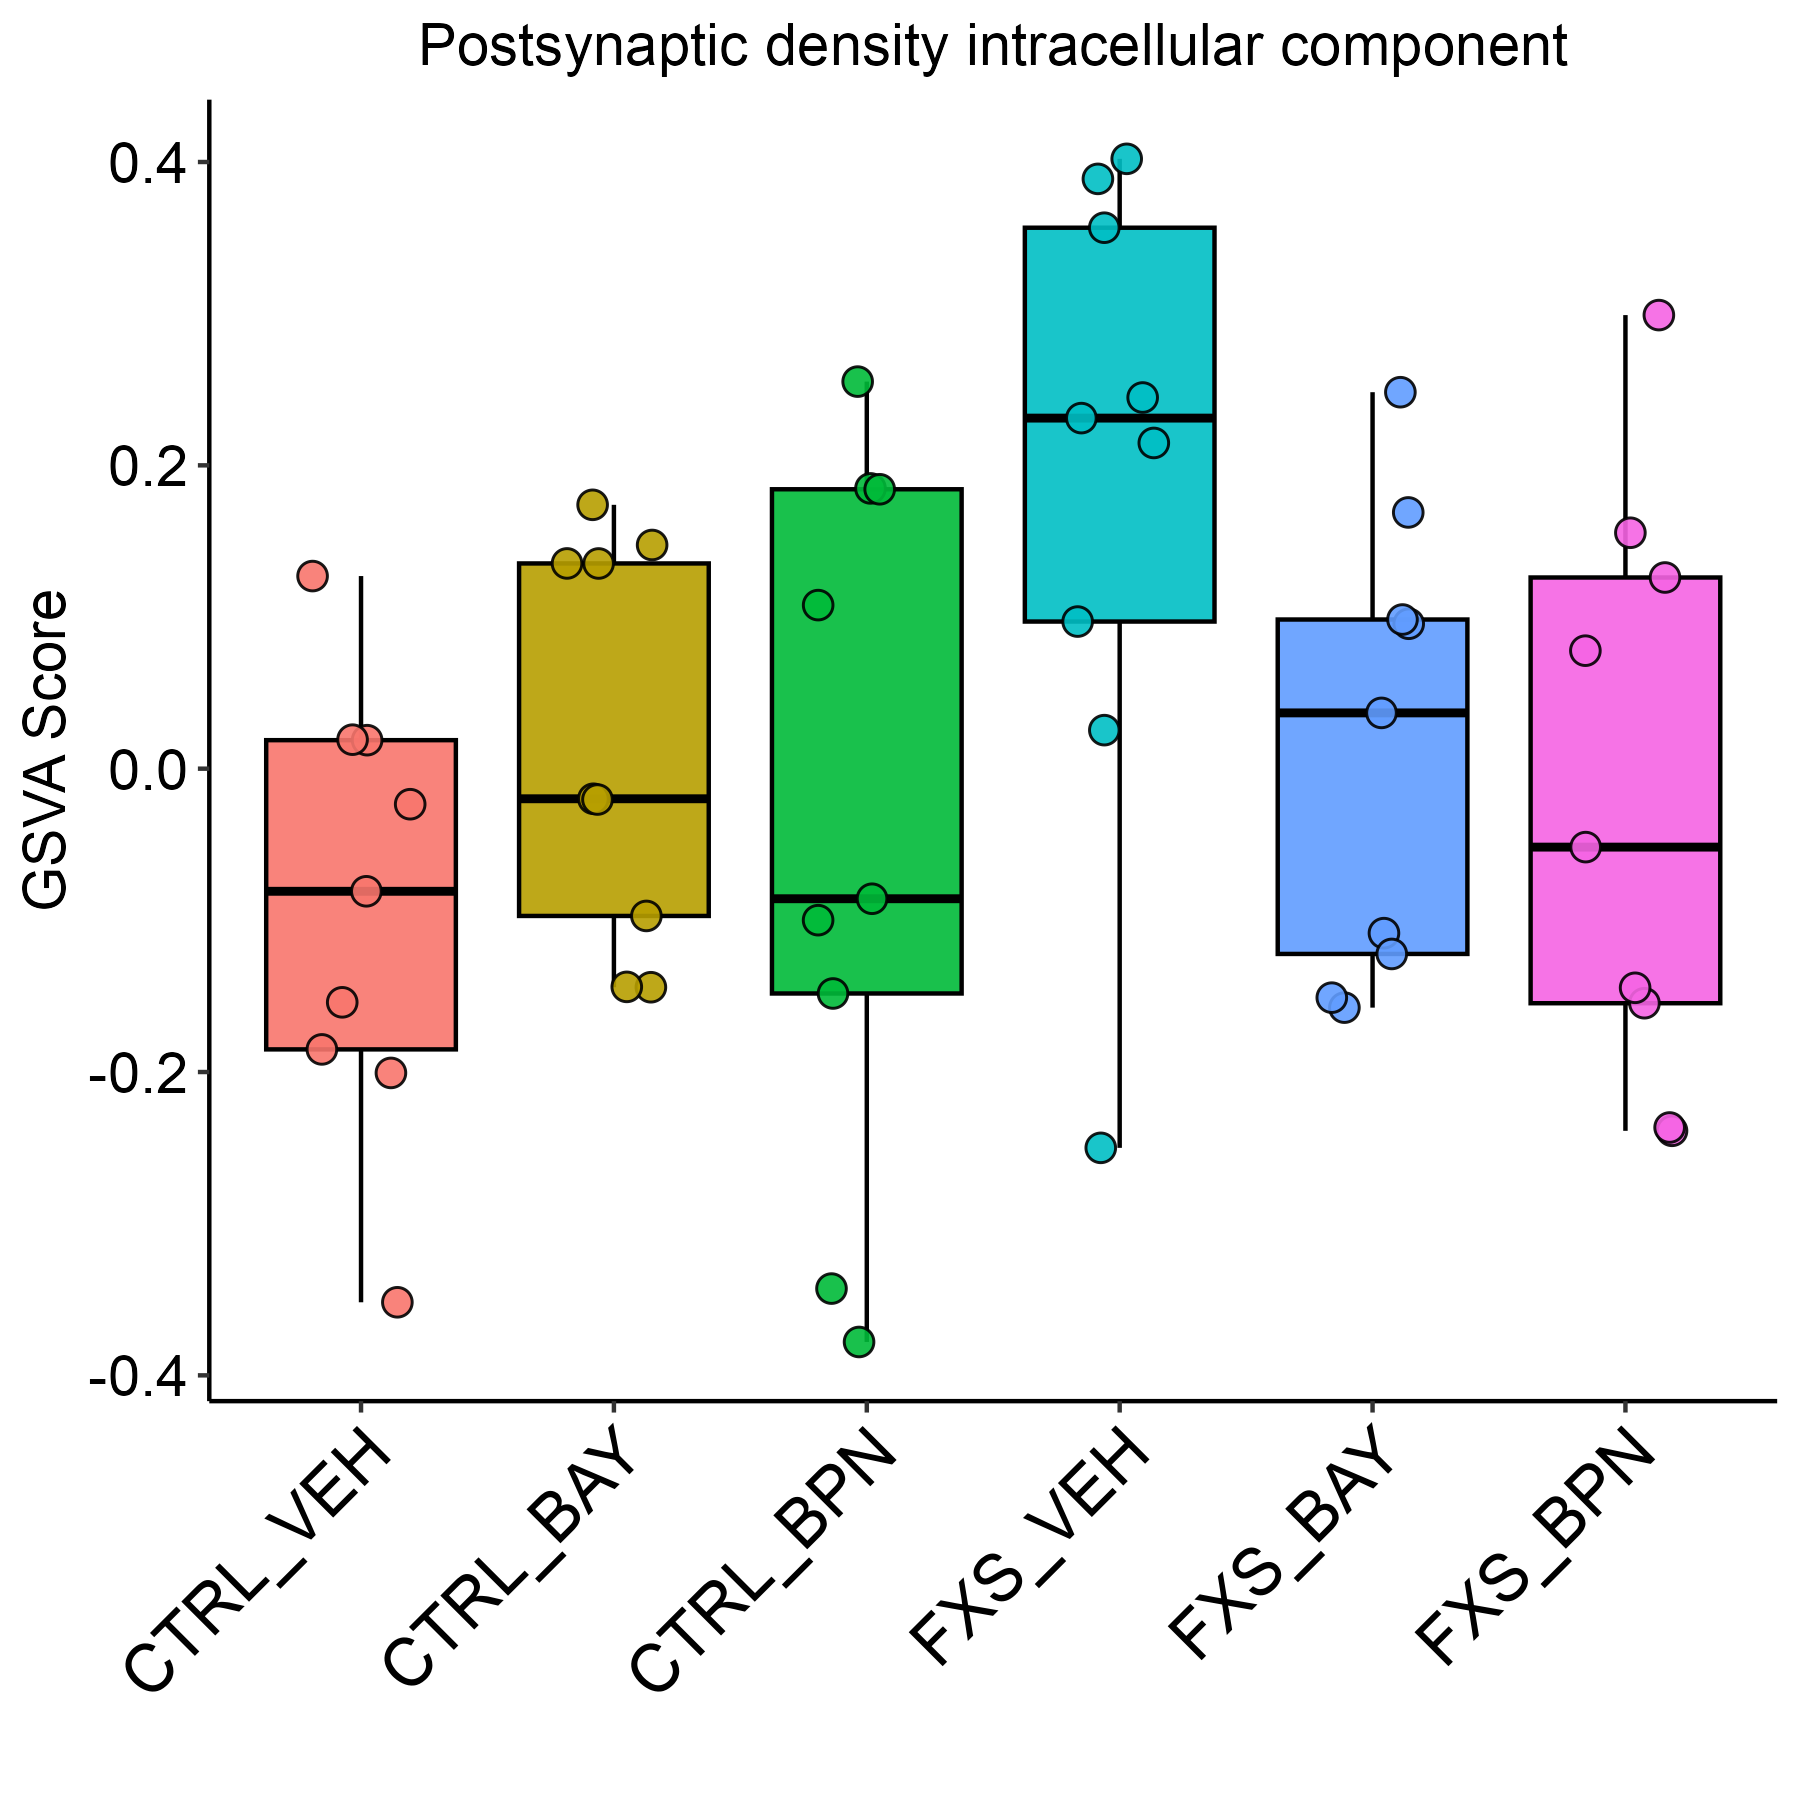 Postsynaptic density intracellular component
GSVA Score
0.4
0.2
0.0
-0.2
-0.4
CTRL_VEH
CTRL_BAY
CTRL_BPN
FXS_VEH
FXS_BAY
FXS_BPN